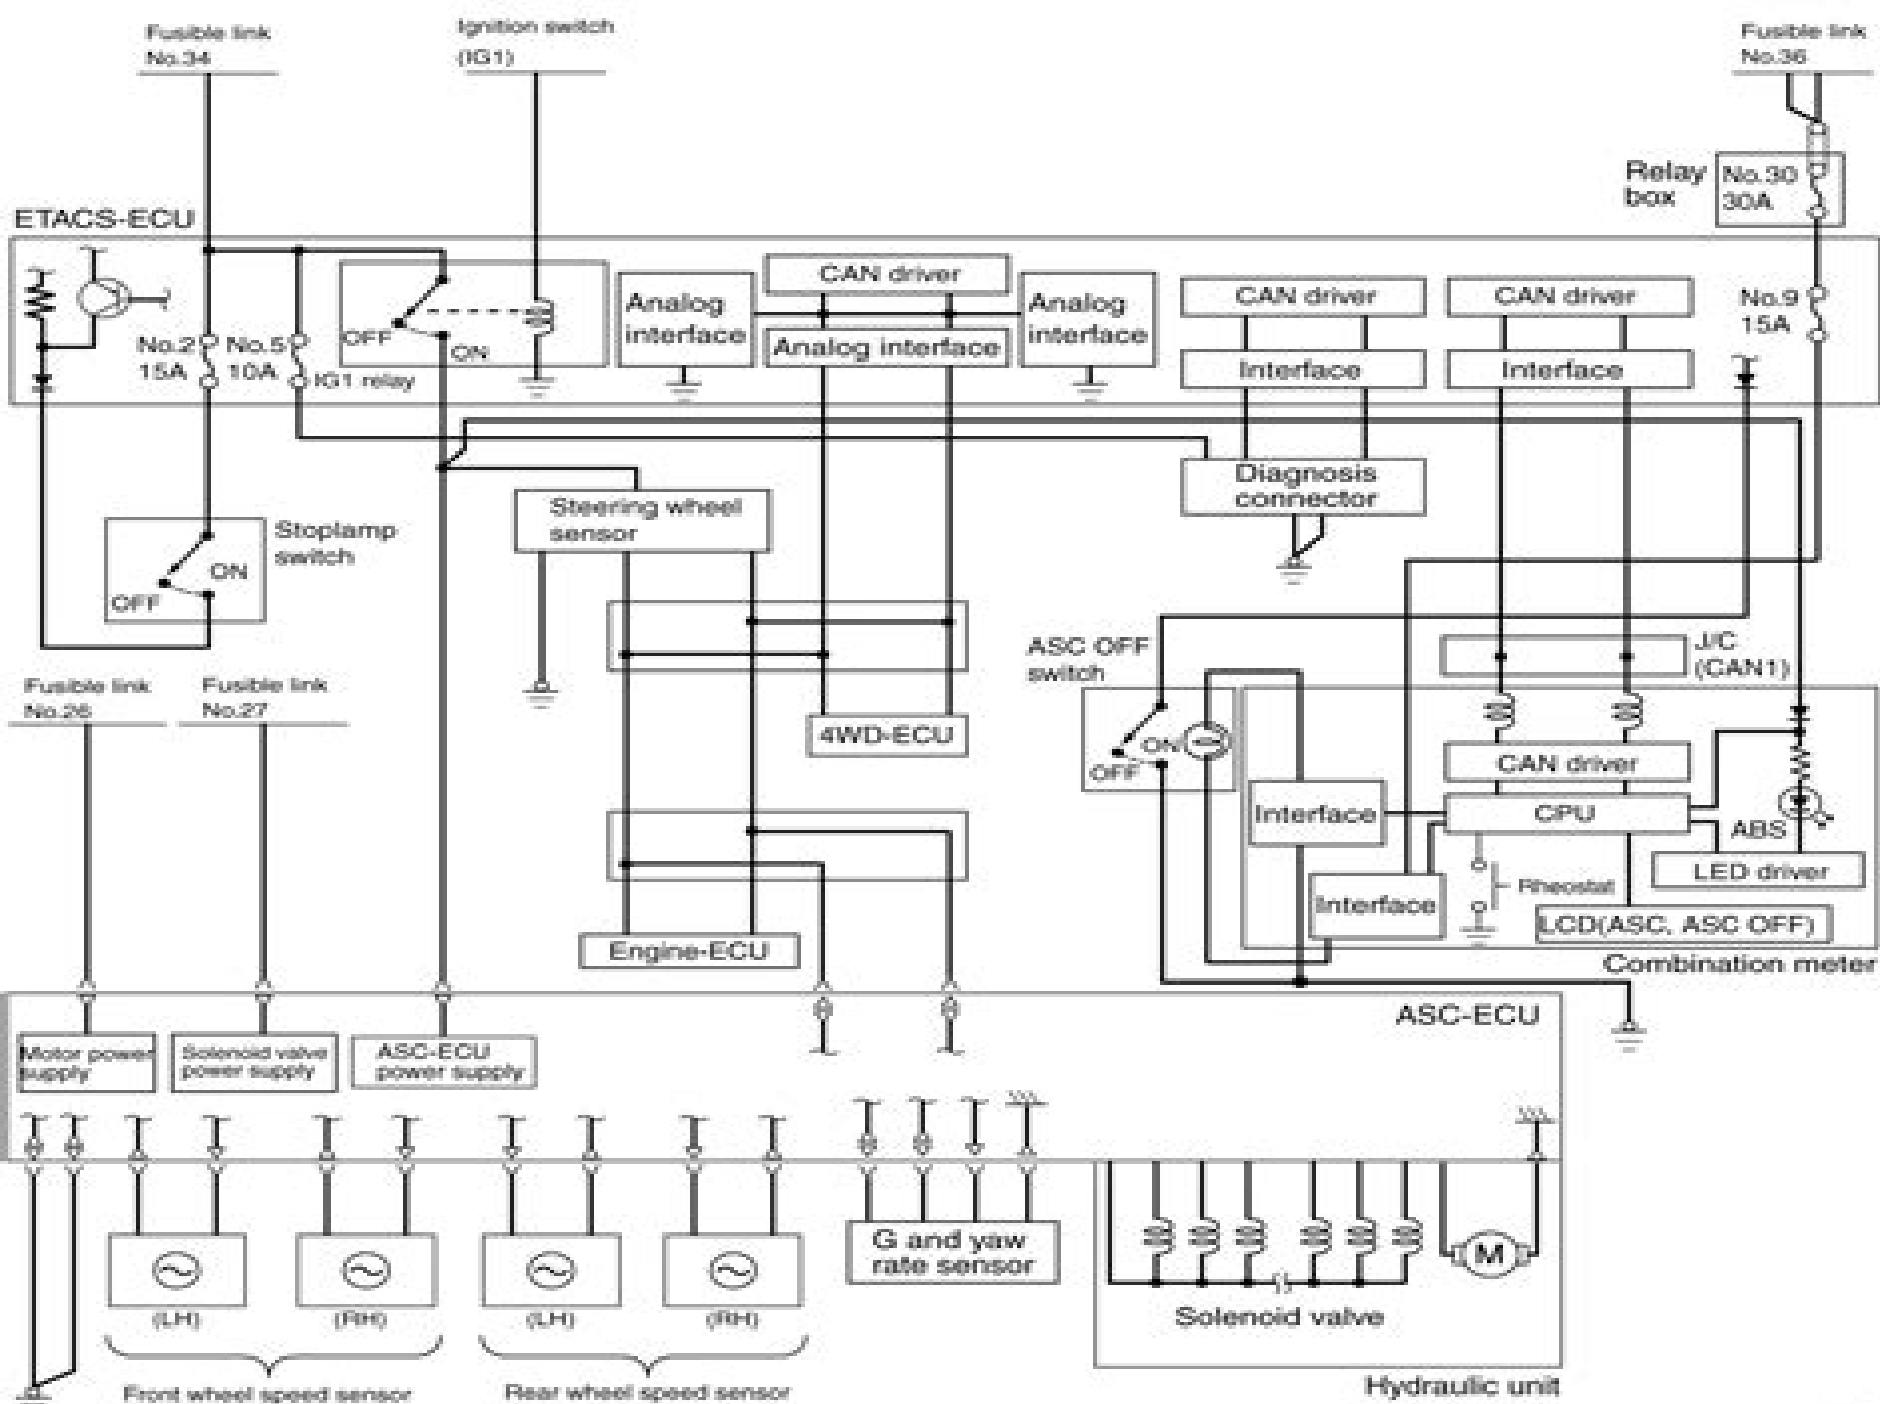 Fusible link
No.34
Ignition switch
(IG1)
Fusible link
No.36
Relay
box
No.30
30A
ETACS-ECU
No.2
15A
No.5
10A
IG1 relay
OFF
ON
Analog
interface
CAN driver
Analog interface
Analog
interface
CAN driver
Interface
CAN driver
Interface
No.9
15A
Diagnosis
connector
Steering wheel
sensor
Stoplamp
switch
ON
OFF
Fusible link
No.26
Fusible link
No.27
ASC OFF
switch
ON
OFF
J/C
(CAN1)
4WD-ECU
CAN driver
CPU
Interface
ABS
LED driver
Interface
Rheostat
LCD(ASC, ASC OFF)
Engine-ECU
Combination meter
ASC-ECU
Motor power
supply
Solenoid valve
power supply
ASC-ECU
power supply
G and yaw
rate sensor
M
Solenoid valve
(LH)
(RH)
(LH)
(RH)
Front wheel speed sensor
Rear wheel speed sensor
Hydraulic unit